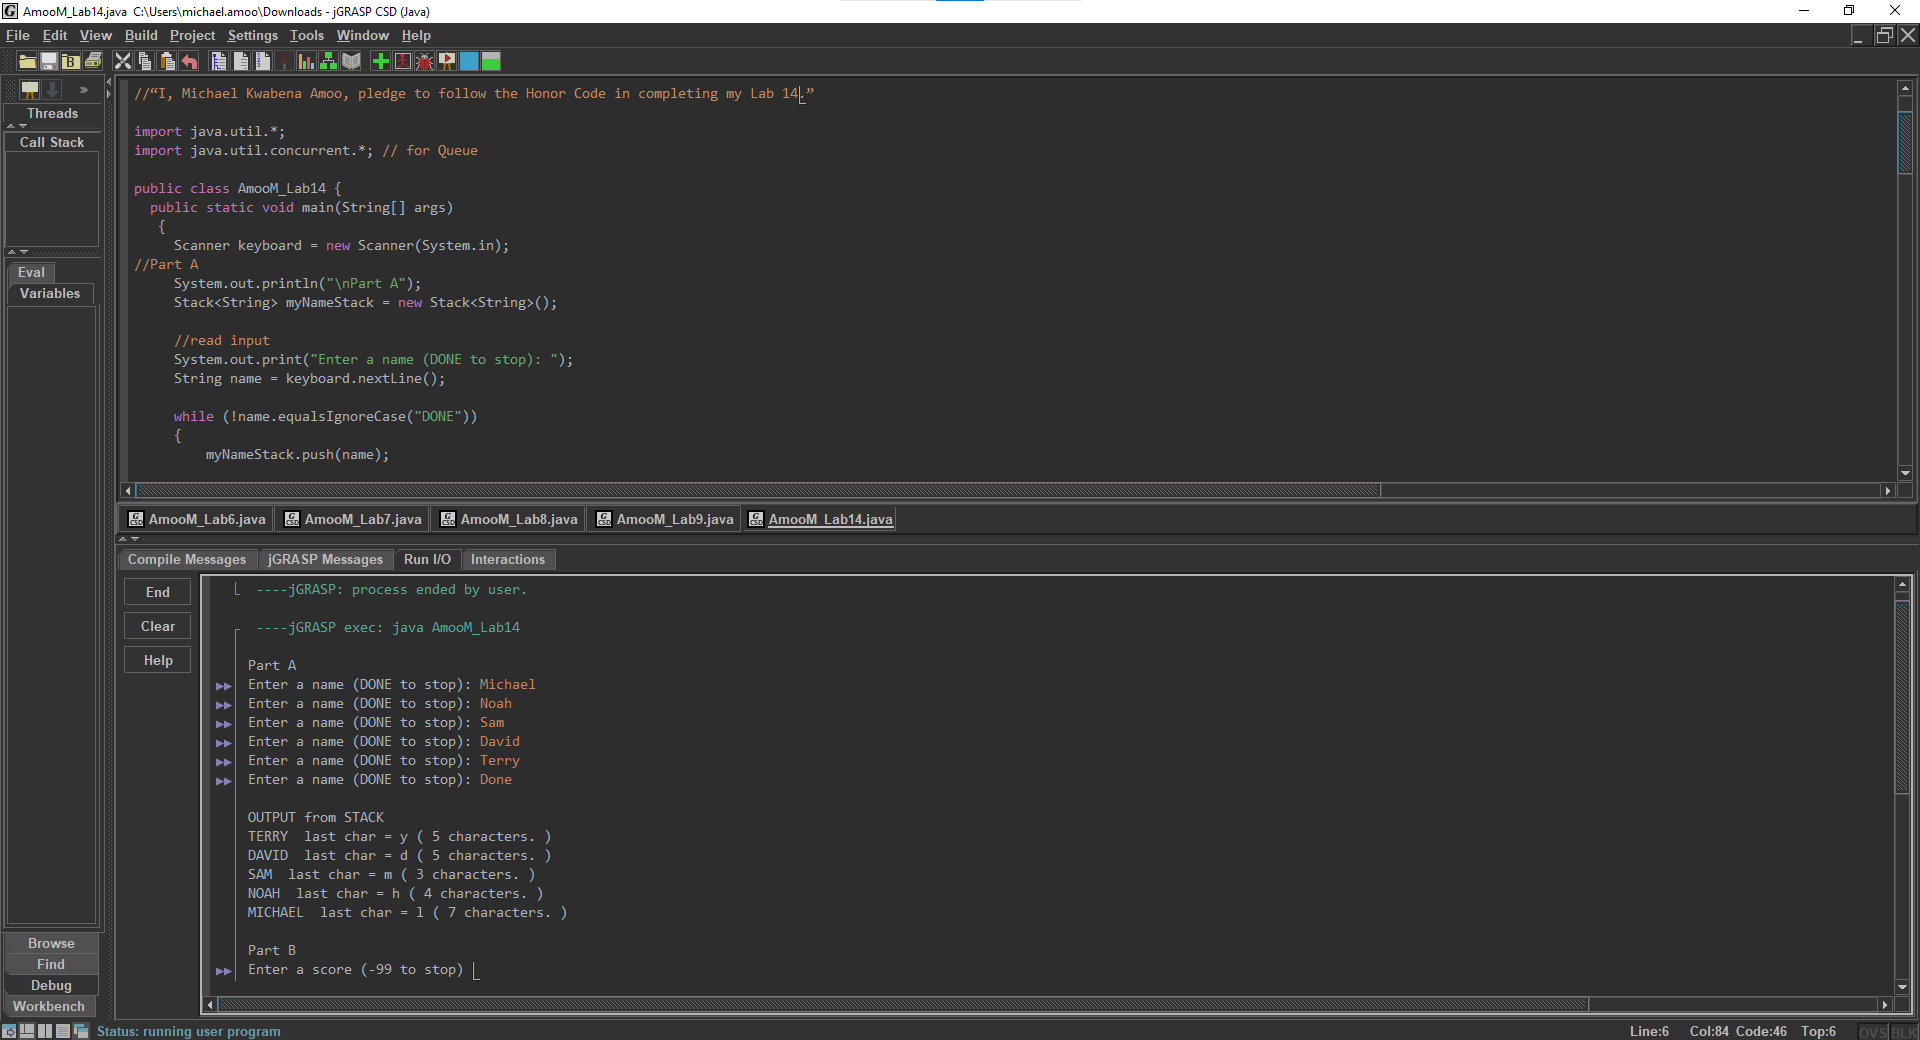 AmooM_Lab14.java  C:\Users\michael.amoo\Downloads - jGRASP CSD (Java)
File Edit View Build Project Settings Tools Window Help
//“I, Michael Kwabena Amoo, pledge to follow the Honor Code in completing my Lab 14.”
import java.util.*;
import java.util.concurrent.*; // for Queue
public class AmooM_Lab14 {
public static void main(String[] args)
{
Scanner keyboard = new Scanner(System.in);
//Part A
System.out.println("\nPart A");
Stack<String> myNameStack = new Stack<String>();
//read input
System.out.print("Enter a name (DONE to stop): ");
String name = keyboard.nextLine();
while (!name.equalsIgnoreCase("DONE"))
{
myNameStack.push(name);
Threads
Call Stack
Eval
Variables
Browse
Find
Debug
Workbench
AmooM_Lab6.java AmooM_Lab7.java AmooM_Lab8.java AmooM_Lab9.java AmooM_Lab14.java
Compile Messages jGRASP Messages Run I/O Interactions
End
Clear
Help
----jGRASP: process ended by user.
----jGRASP exec: java AmooM_Lab14
Part A
Enter a name (DONE to stop): Michael
Enter a name (DONE to stop): Noah
Enter a name (DONE to stop): Sam
Enter a name (DONE to stop): David
Enter a name (DONE to stop): Terry
Enter a name (DONE to stop): Done
OUTPUT from STACK
TERRY  last char = y ( 5 characters. )
DAVID  last char = d ( 5 characters. )
SAM  last char = m ( 3 characters. )
NOAH  last char = h ( 4 characters. )
MICHAEL  last char = l ( 7 characters. )
Part B
Enter a score (-99 to stop)
Status: running user program
Line:6 Col:84 Code:46 Top:6 OVS BLK